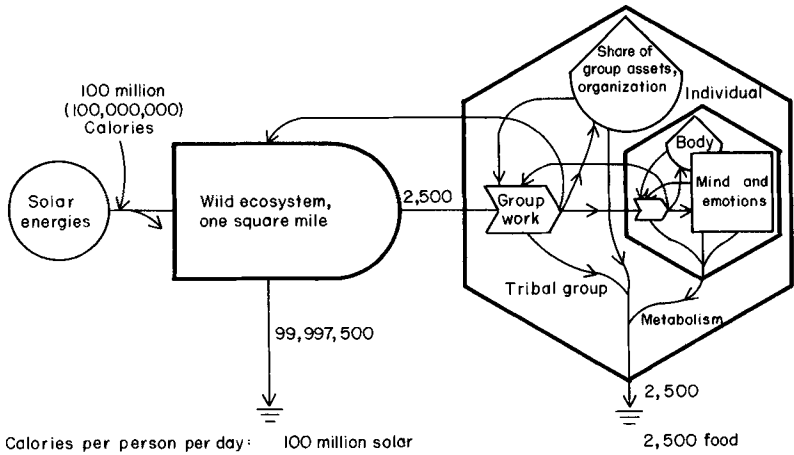 100 million
(100,000,000)
Calories
Solar
energies
Wild ecosystem,
one square mile
2,500
99,997,500
Share of
group assets,
organization
Individual
Body
Mind and
emotions
Group
work
Tribal group
Metabolism
2,500
Calories per person per day: 100 million solar
2,500 food